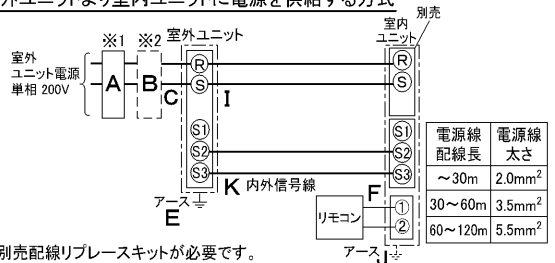 外ユニットより室内ユニットに電源を供給する方式
※1
※2
室外ユニット
室内
ユニット
別売
室外
ユニット電源
単相 200V
A
B
C
R
S
I
R
S
S1
S2
S3
S1
S2
S3
K 内外信号線
アース
E
F
リモコン
①
②
アース
J
電源線
配線長
電源線
太さ
～30m 2.0mm²
30～60m 3.5mm²
60～120m 5.5mm²
別売配線リプレースキットが必要です。